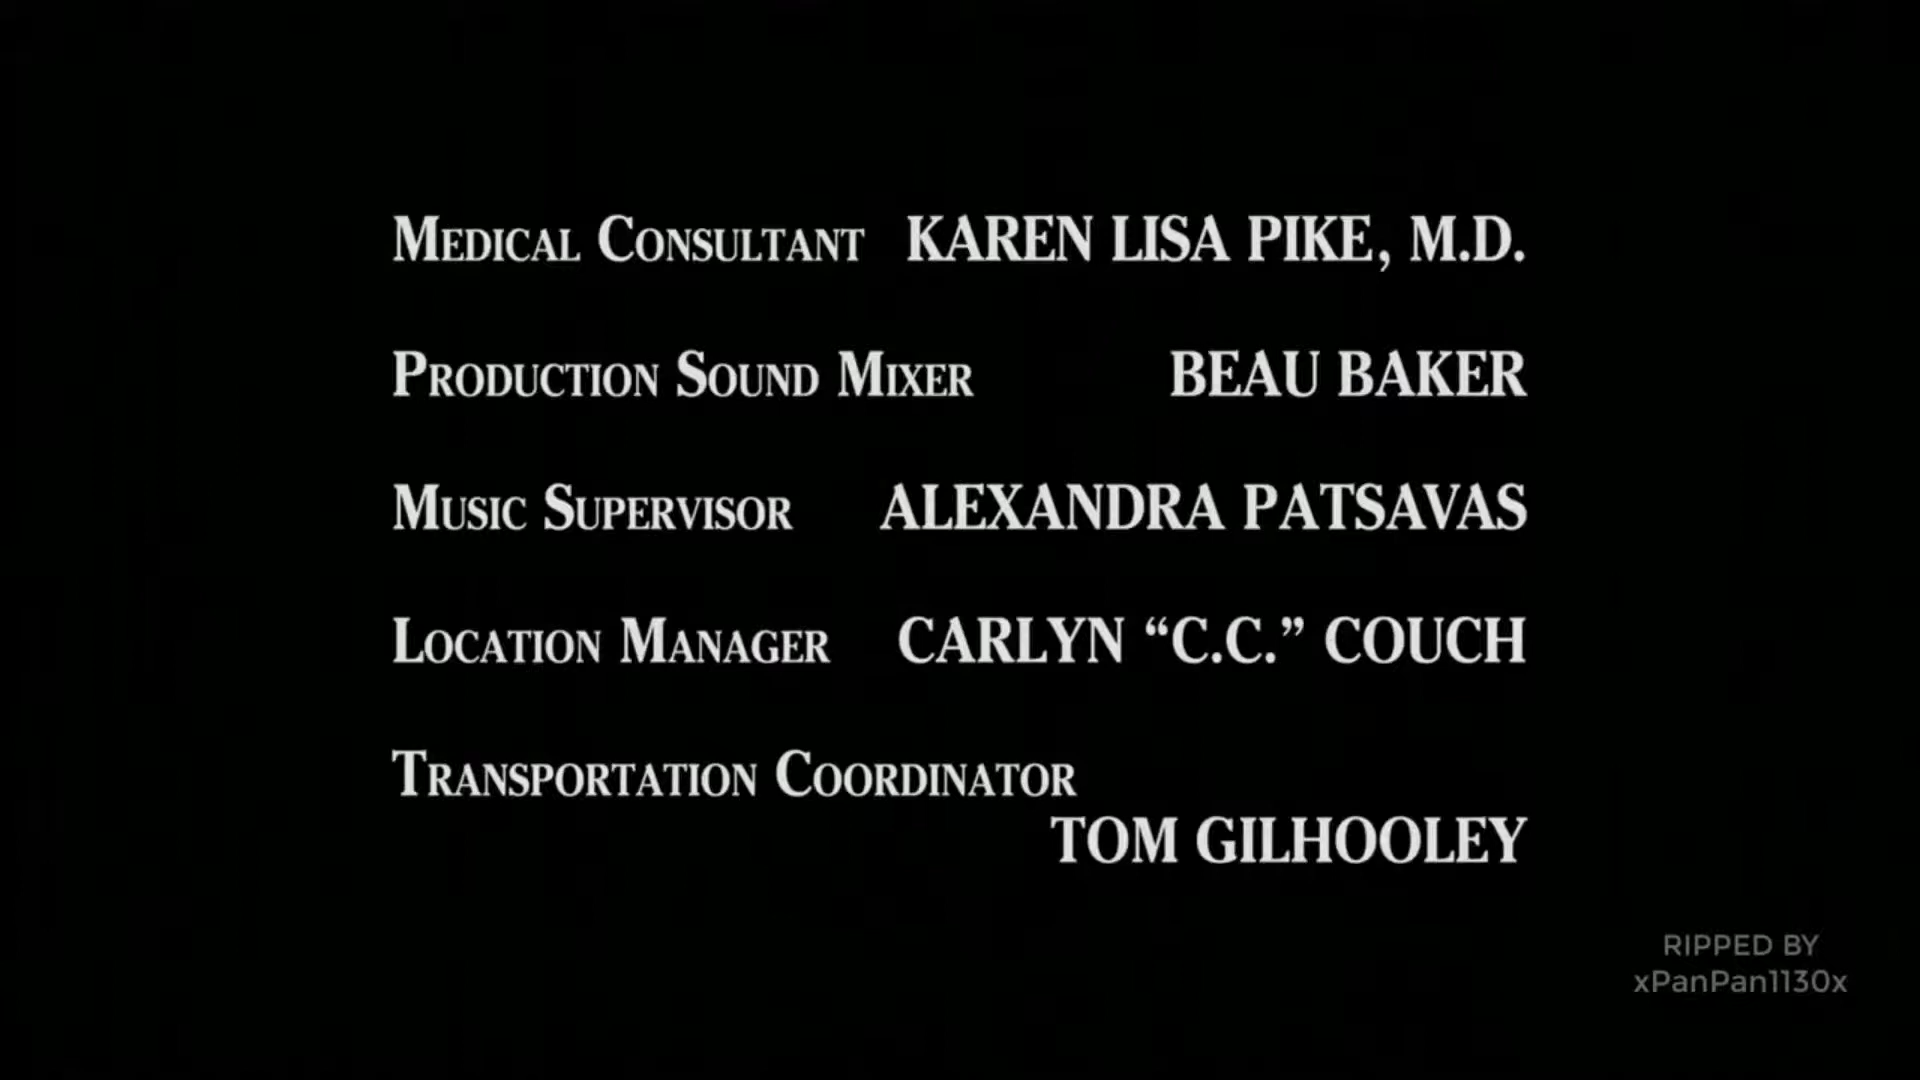 Medical Consultant KAREN LISA PIKE, M.D.
Production Sound Mixer BEAU BAKER
Music Supervisor ALEXANDRA PATSAVAS
Location Manager CARLYN “C.C.” COUCH
Transportation Coordinator
TOM GILHOOLEY
RIPPED BY
xPanPan1130x